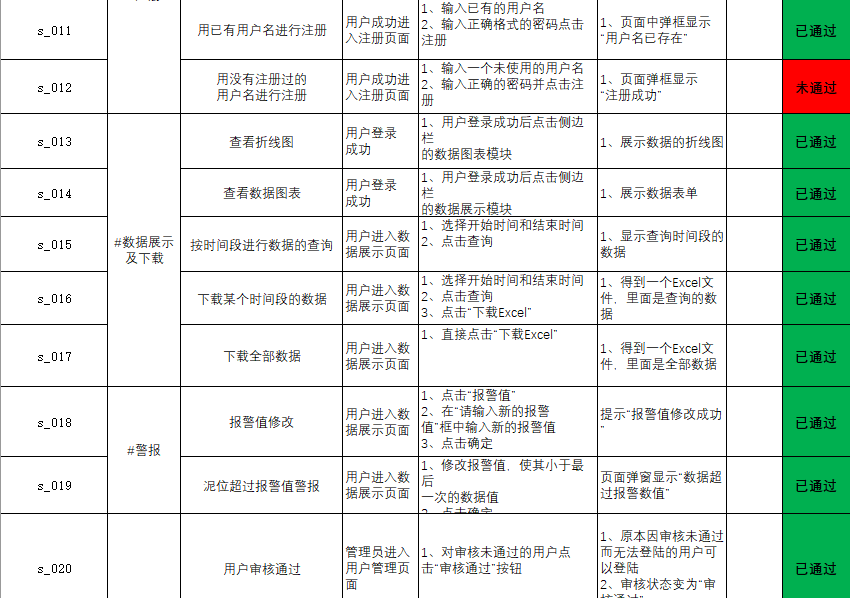 s_011
用已有用户名进行注册
用户成功进
入注册页面
1、输入已有的用户名
2、输入正确格式的密码点击
注册
1、页面中弹框显示
“用户名已存在”
已通过
s_012
用没有注册过的
用户名进行注册
用户成功进
入注册页面
1、输入一个未使用的用户名
2、输入正确的密码并点击注
册
1、页面弹框显示
“注册成功”
未通过
s_013
#数据展示
及下载
查看折线图
用户登录
成功
1、用户登录成功后点击侧边
栏
的数据图表模块
1、展示数据的折线图
已通过
s_014
查看数据图表
用户登录
成功
1、用户登录成功后点击侧边
栏
的数据展示模块
1、展示数据表单
已通过
s_015
按时间段进行数据的查询
用户进入数
据展示页面
1、选择开始时间和结束时间
2、点击查询
1、显示查询时间段的
数据
已通过
s_016
下载某个时间段的数据
用户进入数
据展示页面
1、选择开始时间和结束时间
2、点击查询
3、点击“下载Excel”
1、得到一个Excel文
件，里面是查询的数
据
已通过
s_017
下载全部数据
用户进入数
据展示页面
1、直接点击“下载Excel”
1、得到一个Excel文
件，里面是全部数据
已通过
s_018
#警报
报警值修改
用户进入数
据展示页面
1、点击“报警值”
2、在“请输入新的报警
值”框中输入新的报警值
3、点击确定
提示“报警值修改成功
”
已通过
s_019
泥位超过报警值警报
用户进入数
据展示页面
1、修改报警值，使其小于最
后
一次的数据值
2、点击确定
页面弹窗显示“数据超
过报警数值”
已通过
s_020
用户审核通过
管理员进入
用户管理页
面
1、对审核未通过的用户点
击“审核通过”按钮
1、原本因审核未通过
而无法登陆的用户可
以登陆
2、审核状态变为“审
核通过”
已通过